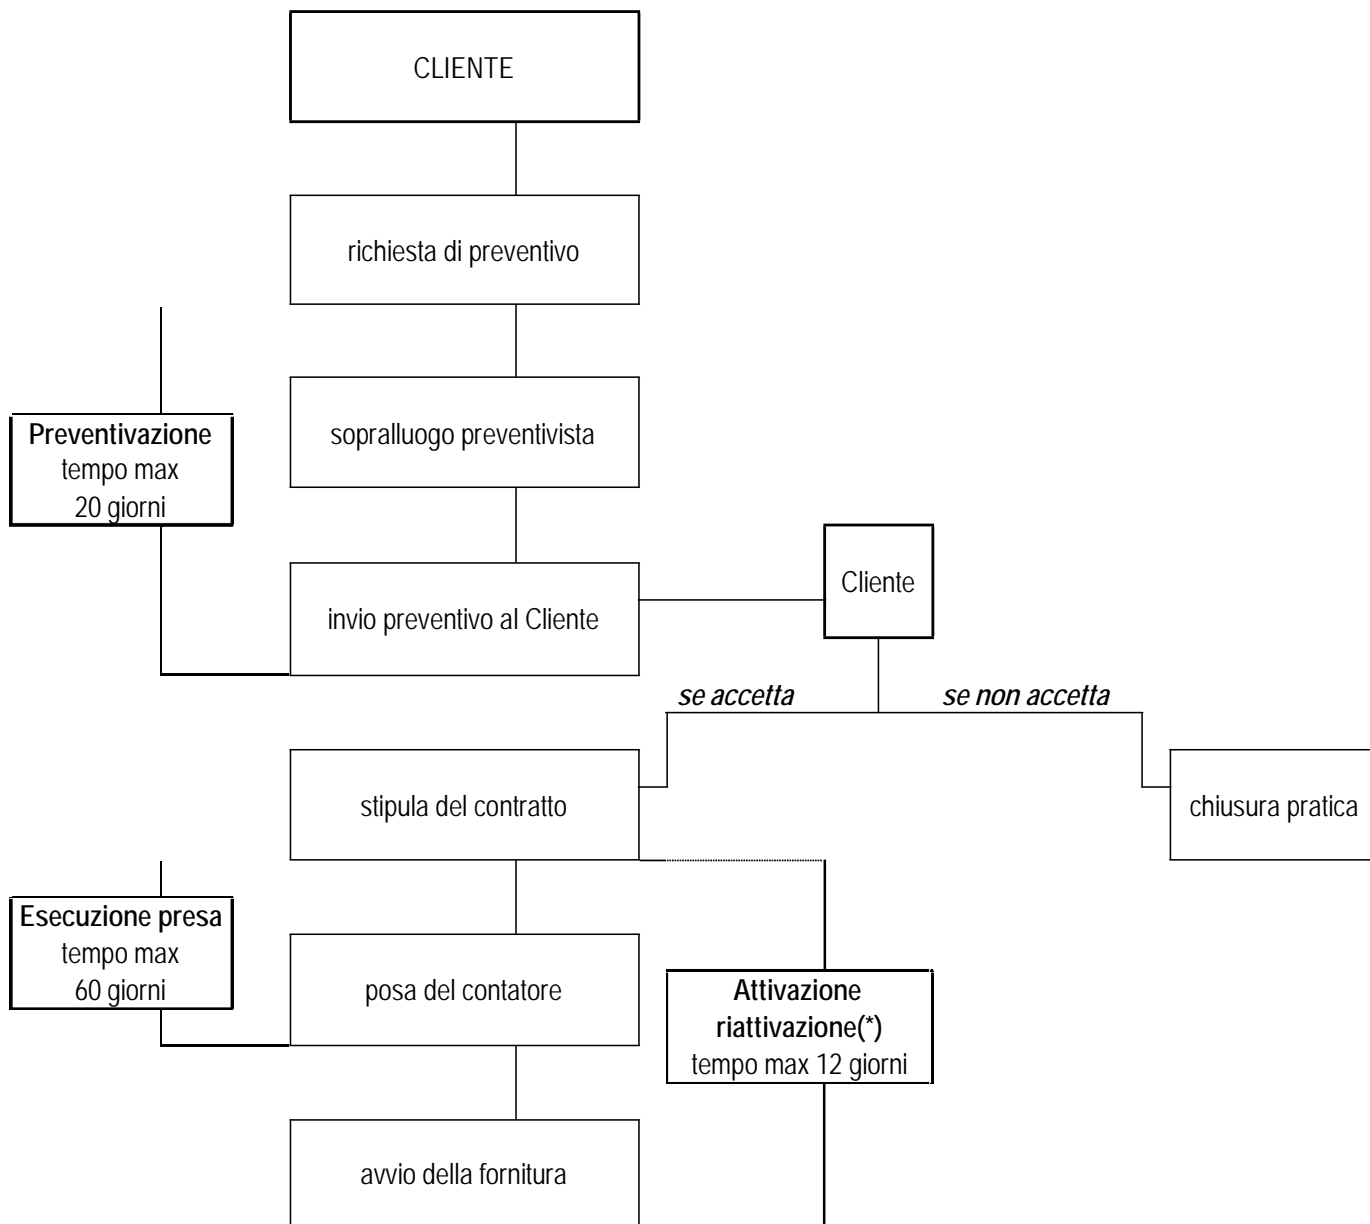 CLIENTE
richiesta di preventivo
sopralluogo preventivista
Preventivazione
tempo max
20 giorni
invio preventivo al Cliente
Cliente
se accetta
se non accetta
stipula del contratto
chiusura pratica
Esecuzione presa
tempo max
60 giorni
posa del contatore
Attivazione
riattivazione(*)
tempo max 12 giorni
avvio della fornitura